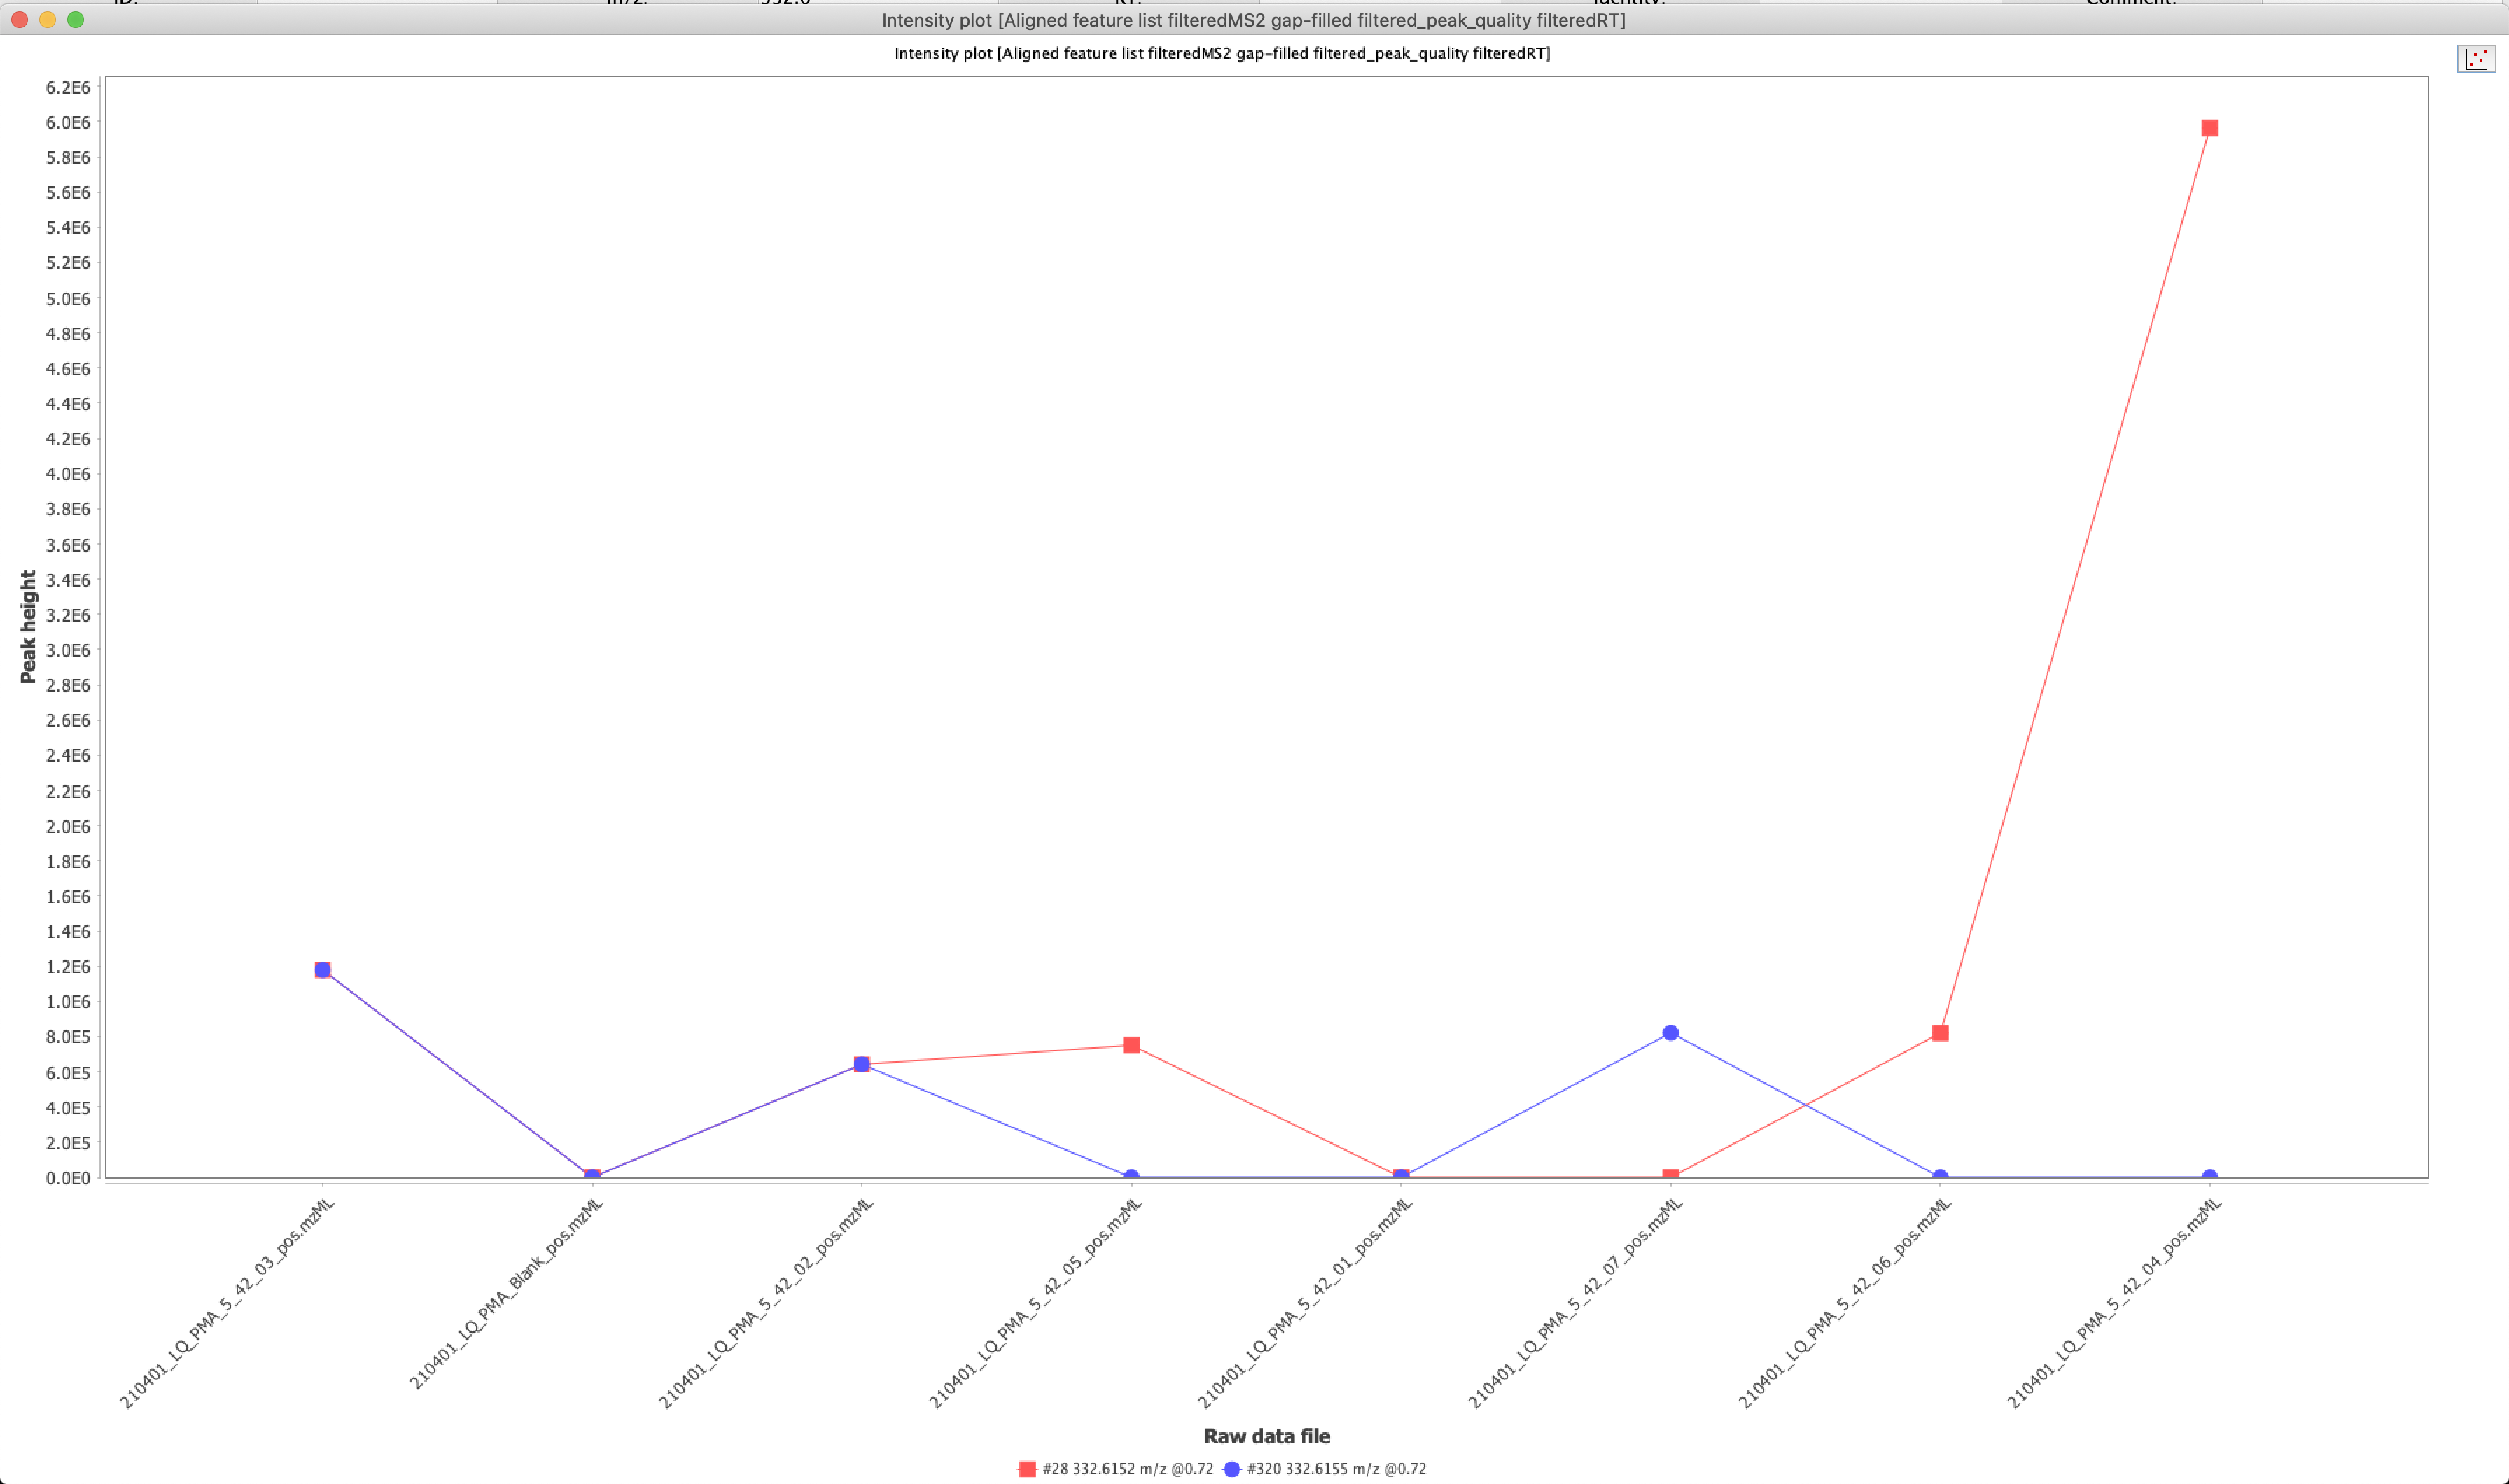 ID: m/z: 332.6 RT: Identity: Comment:
Intensity plot [Aligned feature list filteredMS2 gap-filled filtered_peak_quality filteredRT]
Intensity plot [Aligned feature list filteredMS2 gap-filled filtered_peak_quality filteredRT]
6.2E6
6.0E6
5.8E6
5.6E6
5.4E6
5.2E6
5.0E6
4.8E6
4.6E6
4.4E6
4.2E6
4.0E6
3.8E6
3.6E6
3.4E6
3.2E6
3.0E6
2.8E6
2.6E6
2.4E6
2.2E6
2.0E6
1.8E6
1.6E6
1.4E6
1.2E6
1.0E6
8.0E5
6.0E5
4.0E5
2.0E5
0.0E0
Peak height
210401_LQ_PMA_5_42_03_pos.mzML
210401_LQ_PMA_Blank_pos.mzML
210401_LQ_PMA_5_42_02_pos.mzML
210401_LQ_PMA_5_42_05_pos.mzML
210401_LQ_PMA_5_42_01_pos.mzML
210401_LQ_PMA_5_42_07_pos.mzML
210401_LQ_PMA_5_42_06_pos.mzML
210401_LQ_PMA_5_42_04_pos.mzML
Raw data file
#28 332.6152 m/z @0.72 #320 332.6155 m/z @0.72